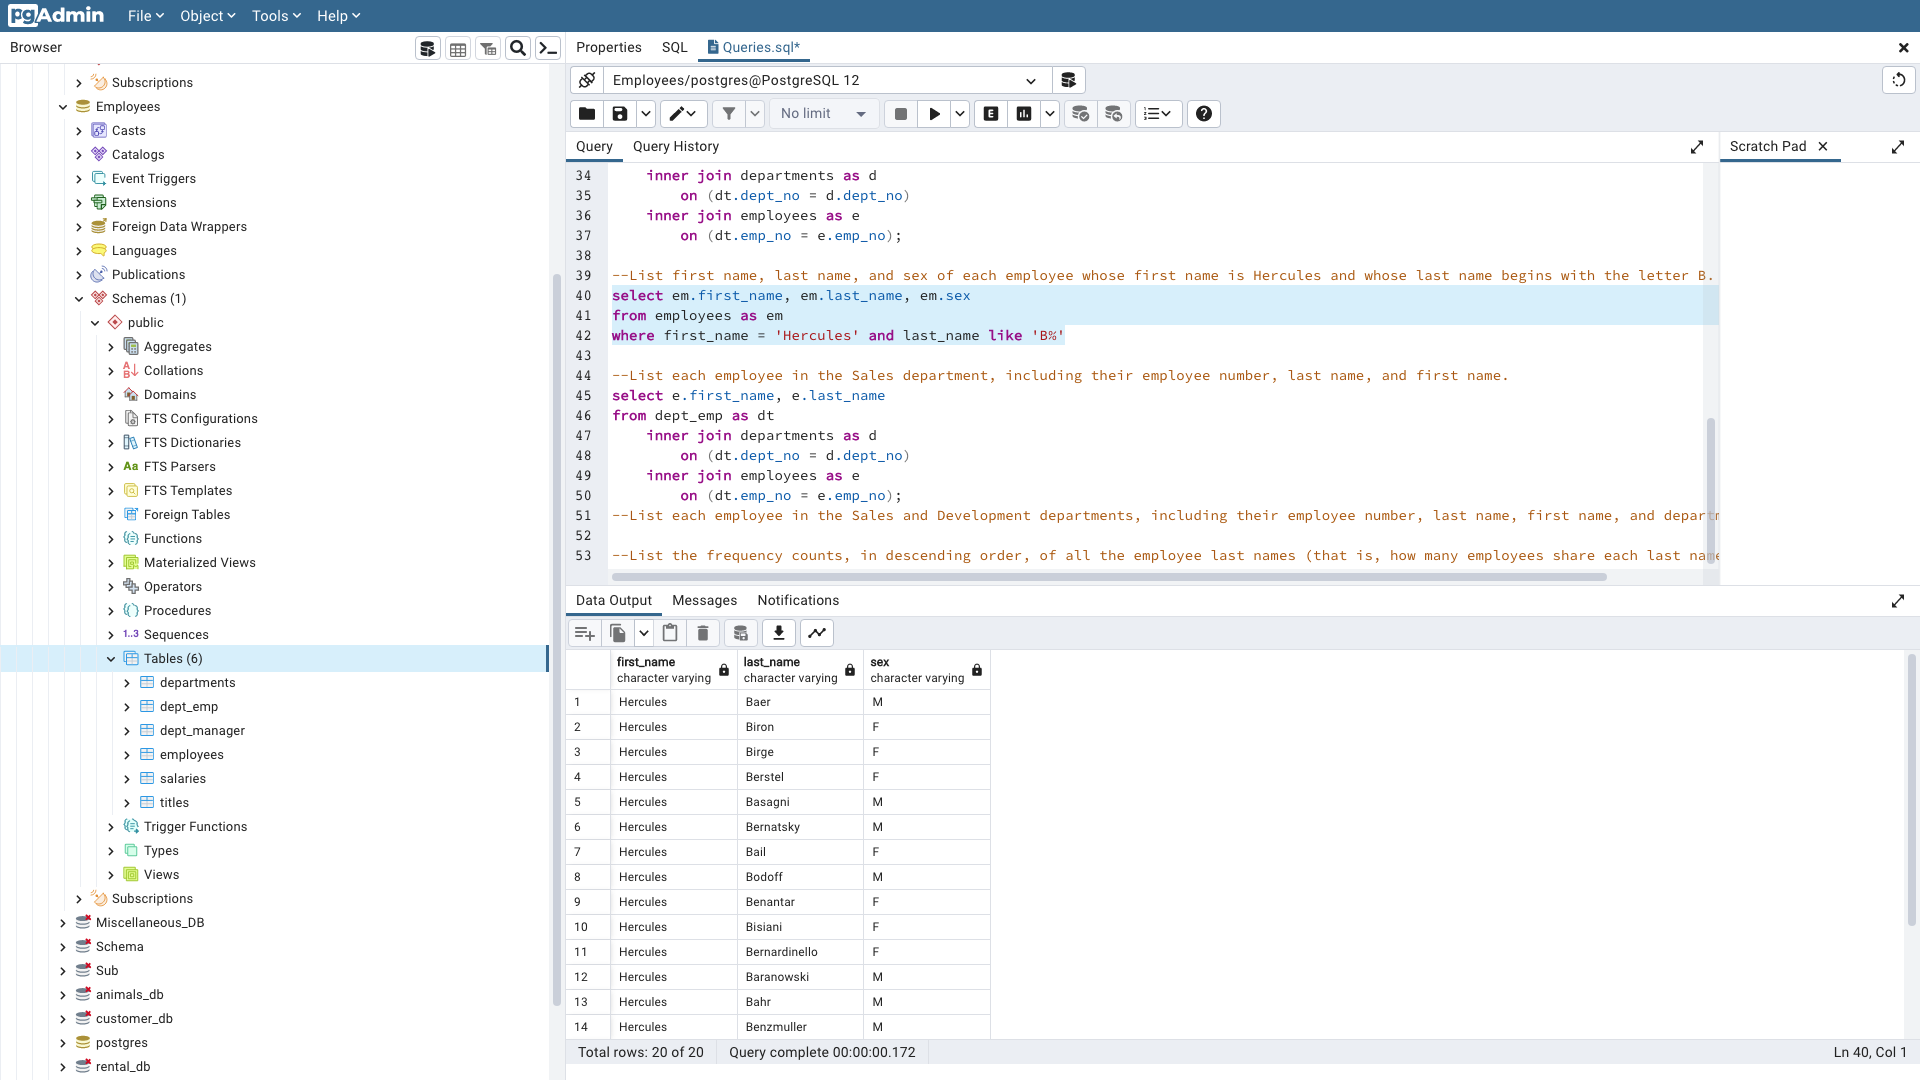 pgAdmin File Object Tools Help
Browser
Subscriptions
Employees
Casts
Catalogs
Event Triggers
Extensions
Foreign Data Wrappers
Languages
Publications
Schemas (1)
public
Aggregates
Collations
Domains
FTS Configurations
FTS Dictionaries
Aa FTS Parsers
FTS Templates
Foreign Tables
Functions
Materialized Views
Operators
Procedures
1..3 Sequences
Tables (6)
departments
dept_emp
dept_manager
employees
salaries
titles
Trigger Functions
Types
Views
Subscriptions
Miscellaneous_DB
Schema
Sub
animals_db
customer_db
postgres
rental_db
Properties SQL Queries.sql*
Employees/postgres@PostgreSQL 12
No limit E
Query Query History
34 inner join departments as d
35 on (dt.dept_no = d.dept_no)
36 inner join employees as e
37 on (dt.emp_no = e.emp_no);
38
39 --List first name, last name, and sex of each employee whose first name is Hercules and whose last name begins with the letter B.
40 select em.first_name, em.last_name, em.sex
41 from employees as em
42 where first_name = 'Hercules' and last_name like 'B%'
43
44 --List each employee in the Sales department, including their employee number, last name, and first name.
45 select e.first_name, e.last_name
46 from dept_emp as dt
47 inner join departments as d
48 on (dt.dept_no = d.dept_no)
49 inner join employees as e
50 on (dt.emp_no = e.emp_no);
51 --List each employee in the Sales and Development departments, including their employee number, last name, first name, and departm
52
53 --List the frequency counts, in descending order, of all the employee last names (that is, how many employees share each last name
Scratch Pad
Data Output Messages Notifications
first_name last_name sex
character varying character varying character varying
1 Hercules Baer M
2 Hercules Biron F
3 Hercules Birge F
4 Hercules Berstel F
5 Hercules Basagni M
6 Hercules Bernatsky M
7 Hercules Bail F
8 Hercules Bodoff M
9 Hercules Benantar F
10 Hercules Bisiani F
11 Hercules Bernardinello F
12 Hercules Baranowski M
13 Hercules Bahr M
14 Hercules Benzmuller M
Total rows: 20 of 20 Query complete 00:00:00.172 Ln 40, Col 1